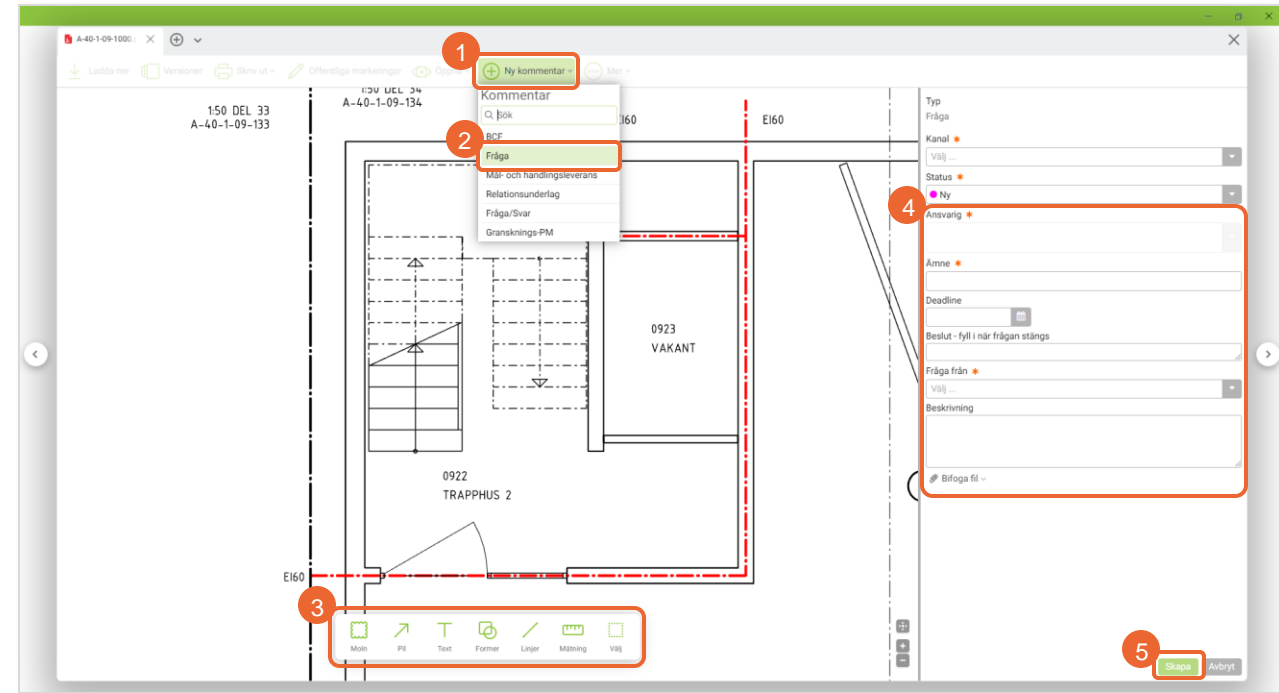 A-40-1-09-1000
Ladda ner
Versioner
Skriv ut
Offentliga markeringar
Ny kommentar
Mer
1
Kommentar
Sök
BCF
2
Fråga
Mål- och handlingsleverans
Relationsunderlag
Fråga/Svar
Gransknings-PM
1:50 DEL 33
A-40-1-09-133
1:50 DEL 34
A-40-1-09-134
EI60
0923
VAKANT
0922
TRAPPHUS 2
EI60
3
Moln
Pil
Text
Former
Linjer
Mätning
Välj
Typ
Fråga
Kanal *
Välj ...
Status *
Ny
4
Ansvarig *
Ämne *
Deadline
Beslut - fyll i när frågan stängs
Fråga från *
Välj ...
Beskrivning
Bifoga fil
5
Skapa
Avbryt